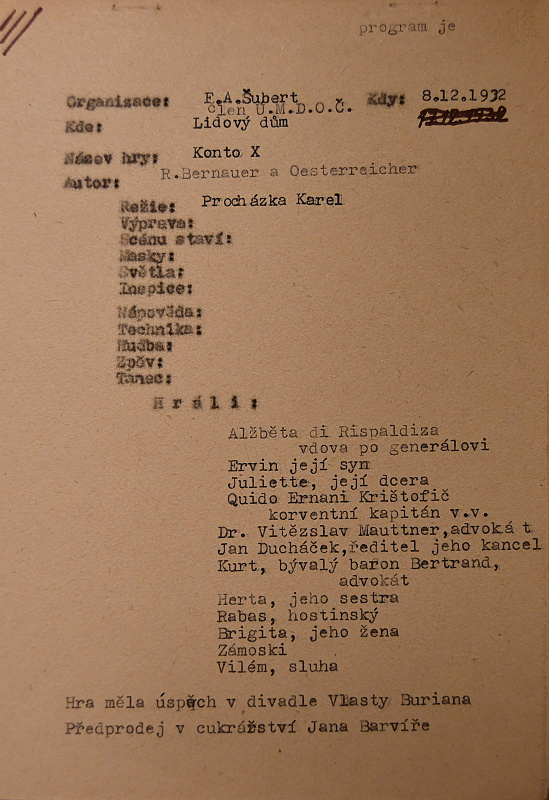 program je
Organizace: F.A.Šubert Kdy: 8.12.1932
člen Ú.M.D.O.Č.
Kde: Lidový dům
Název hry: Konto X
Autor: R.Bernauer a Oesterreicher
Režie: Procházka Karel
Výprava:
Scénu staví:
Masky:
Světla:
Inspice:
Nápověda:
Technika:
Hudba:
Zpěv:
Tanec:
H r á l i :
Alžběta di Rispaldiza
vdova po generálovi
Ervin její syn
Juliette, její dcera
Quido Ernani Krištofič
korventní kapitán v.v.
Dr. Vitězslav Mauttner,advoká t
Jan Ducháček,ředitel jeho kancel
Kurt, bývalý baron Bertrand,
advokát
Herta, jeho sestra
Rabas, hostinský
Brigita, jeho žena
Zámoski
Vilém, sluha
Hra měla úspěch v divadle Vlasty Buriana
Předprodej v cukrářství Jana Barvíře